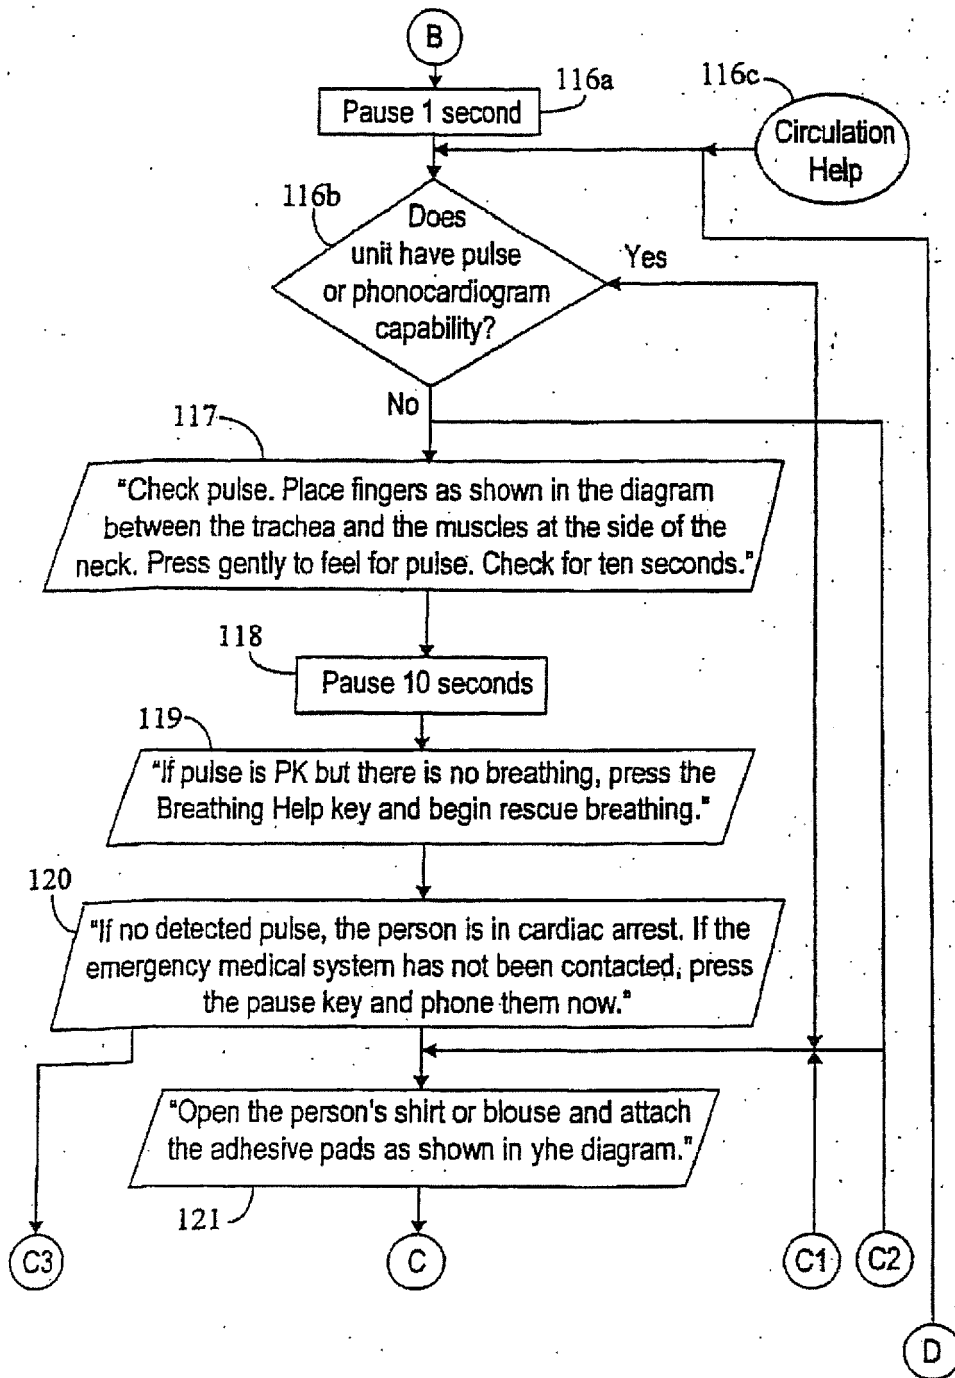 B
116a
Pause 1 second
116c
Circulation
Help
116b
Does
unit have pulse
or phonocardiogram
capability?
Yes
No
117
"Check pulse. Place fingers as shown in the diagram
between the trachea and the muscles at the side of the
neck. Press gently to feel for pulse. Check for ten seconds."
118
Pause 10 seconds
119
"If pulse is PK but there is no breathing, press the
Breathing Help key and begin rescue breathing."
120
"If no detected pulse, the person is in cardiac arrest. If the
emergency medical system has not been contacted, press
the pause key and phone them now."
"Open the person's shirt or blouse and attach
the adhesive pads as shown in yhe diagram."
121
C3
C
C1
C2
D